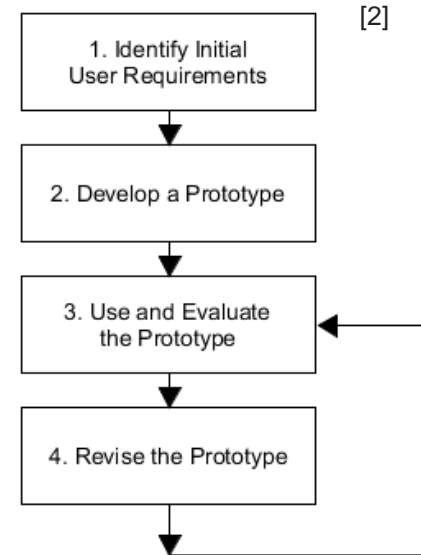 [2]
1. Identify Initial
User Requirements
2. Develop a Prototype
3. Use and Evaluate
the Prototype
4. Revise the Prototype